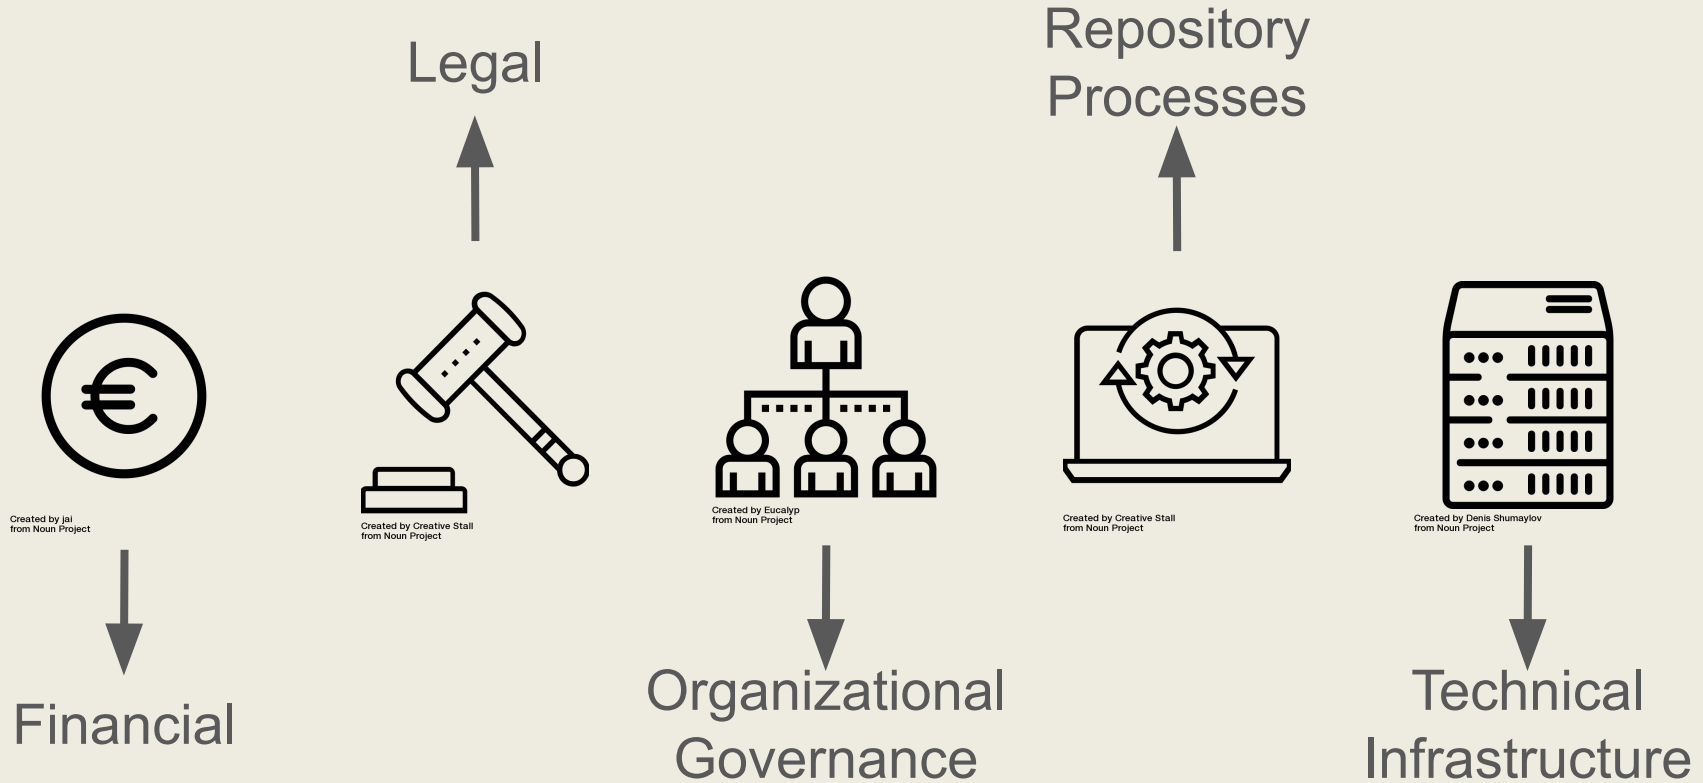 Legal
Repository
Processes
Created by jai
from Noun Project
Created by Creative Stall
from Noun Project
Created by Eucalyp
from Noun Project
Created by Creative Stall
from Noun Project
Created by Denis Shumaylov
from Noun Project
Financial
Organizational
Governance
Technical
Infrastructure